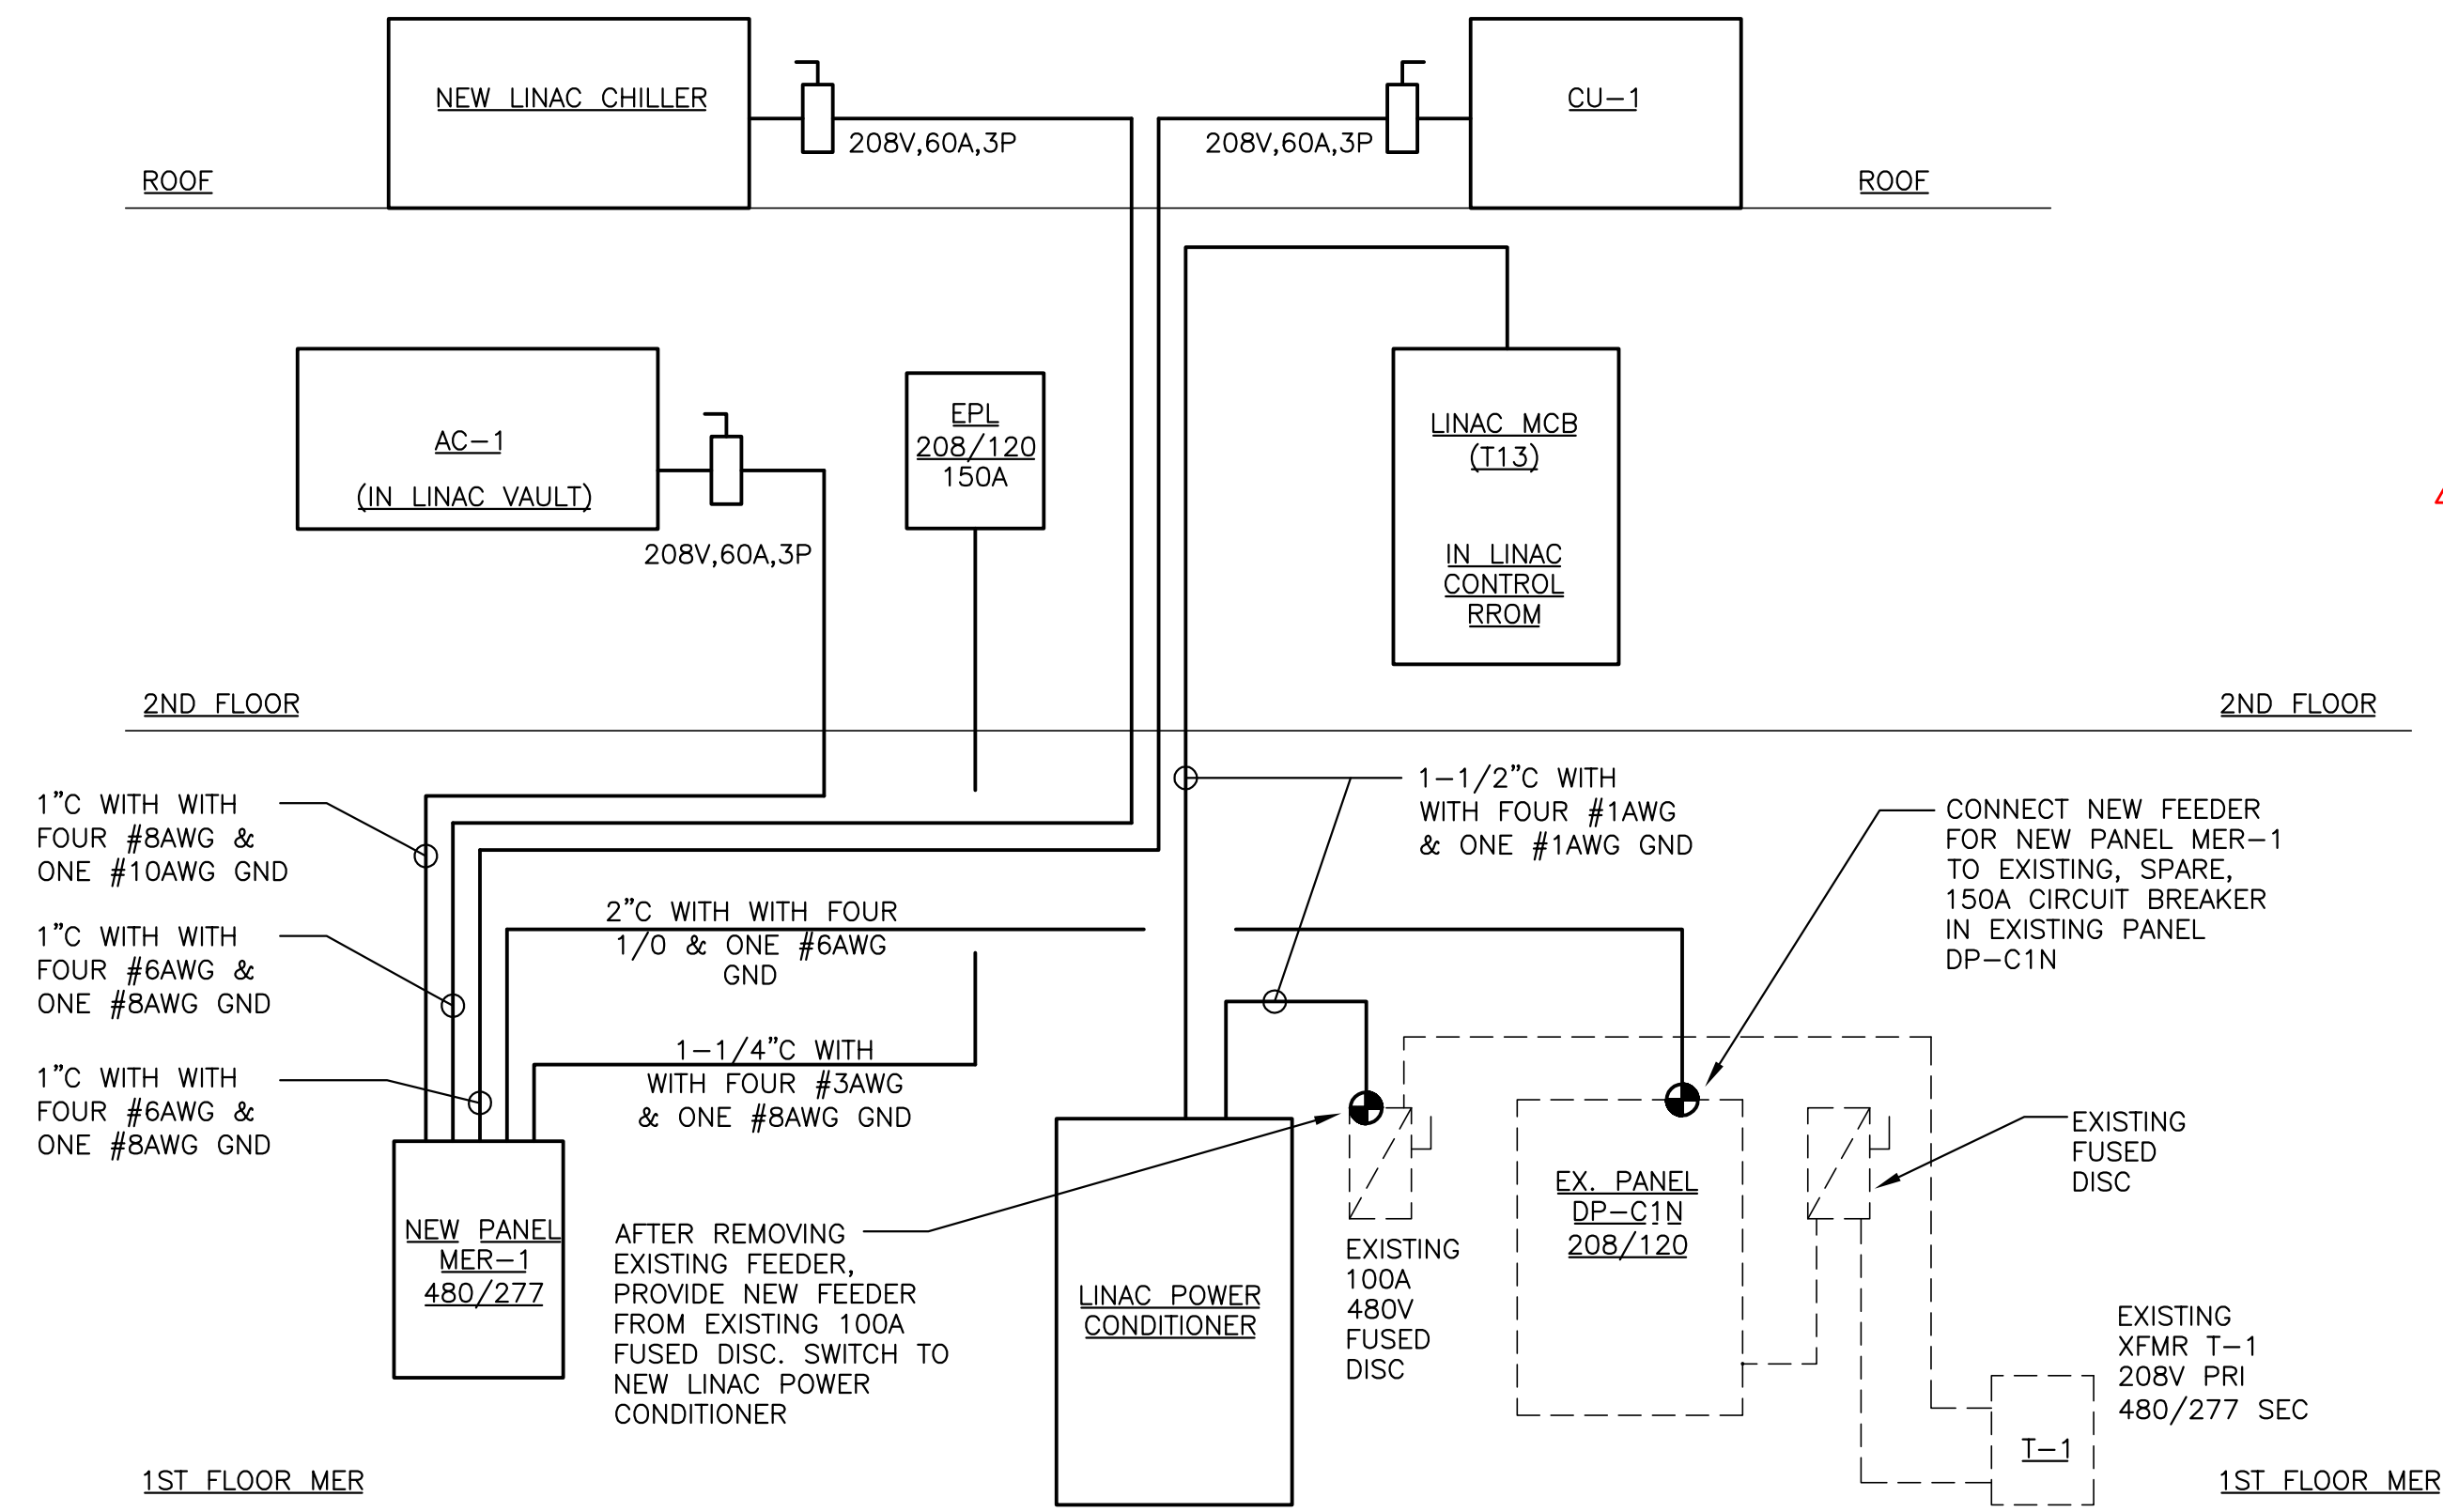 NEW LINAC CHILLER
CU-1
208V,60A,3P
208V,60A,3P
ROOF
ROOF
AC-1
(IN LINAC VAULT)
208V,60A,3P
EPL
208/120
150A
LINAC MCB
(T13)
IN LINAC
CONTROL
RROM
4
2ND FLOOR
2ND FLOOR
1"C WITH WITH
FOUR #8AWG &
ONE #10AWG GND
1"C WITH WITH
FOUR #6AWG &
ONE #8AWG GND
1"C WITH WITH
FOUR #6AWG &
ONE #8AWG GND
2"C WITH WITH FOUR
1/0 & ONE #6AWG
GND
1-1/4"C WITH
WITH FOUR #3AWG
& ONE #8AWG GND
1-1/2"C WITH
WITH FOUR #1AWG
& ONE #1AWG GND
CONNECT NEW FEEDER
FOR NEW PANEL MER-1
TO EXISTING, SPARE,
150A CIRCUIT BREAKER
IN EXISTING PANEL
DP-C1N
NEW PANEL
MER-1
480/277
AFTER REMOVING
EXISTING FEEDER,
PROVIDE NEW FEEDER
FROM EXISTING 100A
FUSED DISC. SWITCH TO
NEW LINAC POWER
CONDITIONER
LINAC POWER
CONDITIONER
EXISTING
100A
480V
FUSED
DISC
EX. PANEL
DP-C1N
208/120
EXISTING
FUSED
DISC
EXISTING
XFMR T-1
208V PRI
480/277 SEC
T-1
1ST FLOOR MER
1ST FLOOR MER